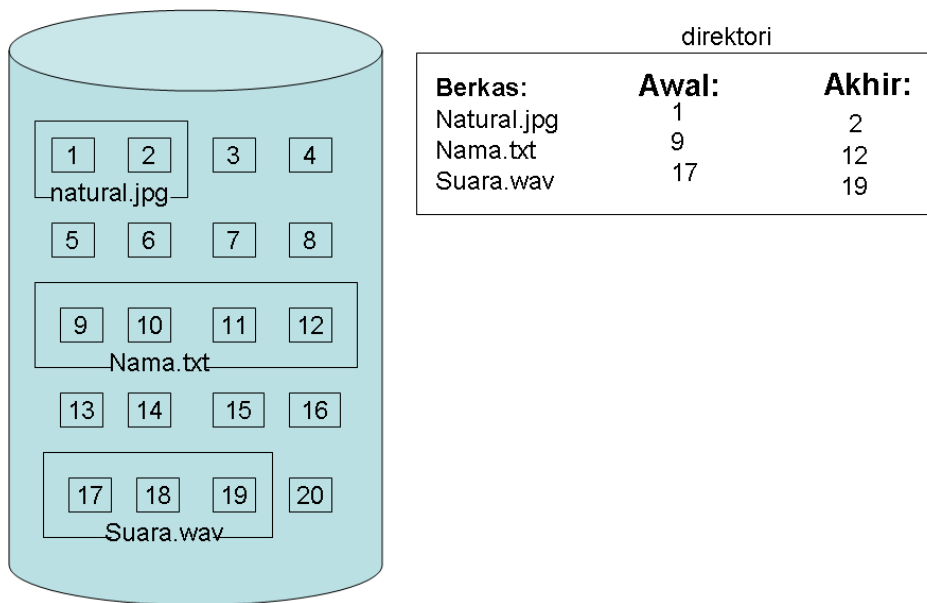 direktori
Berkas: Awal: Akhir:
Natural.jpg 1 2
Nama.txt 9 12
Suara.wav 17 19
1 2 3 4
natural.jpg
5 6 7 8
9 10 11 12
Nama.txt
13 14 15 16
17 18 19 20
Suara.wav